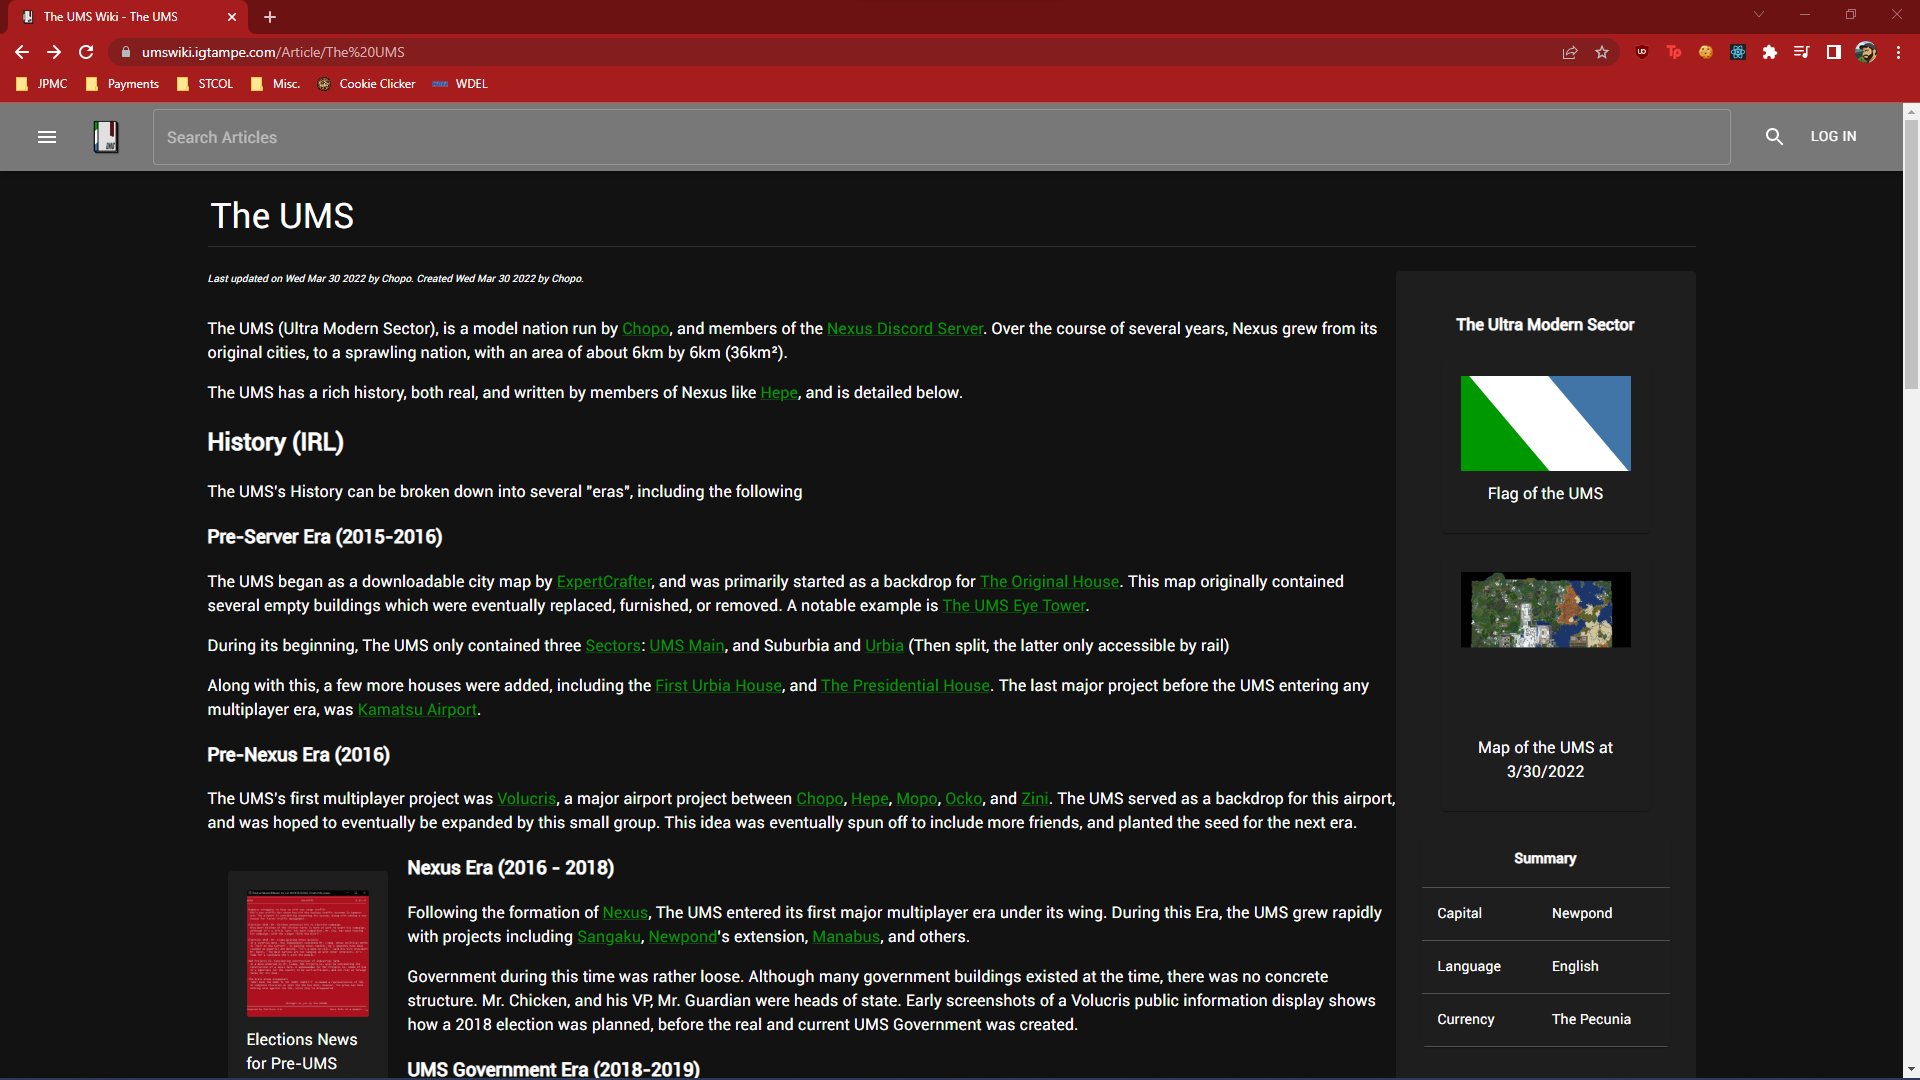 The UMS Wiki - The UMS
umswiki.igtampe.com/Article/The%20UMS
JPMC
Payments
STCOL
Misc.
Cookie Clicker
WDEL
Search Articles
LOG IN
The UMS
Last updated on Wed Mar 30 2022 by Chopo. Created Wed Mar 30 2022 by Chopo.
The UMS (Ultra Modern Sector), is a model nation run by Chopo, and members of the Nexus Discord Server. Over the course of several years, Nexus grew from its
original cities, to a sprawling nation, with an area of about 6km by 6km (36km²).
The UMS has a rich history, both real, and written by members of Nexus like Hepe, and is detailed below.
History (IRL)
The UMS's History can be broken down into several "eras", including the following
Pre-Server Era (2015-2016)
The UMS began as a downloadable city map by ExpertCrafter, and was primarily started as a backdrop for The Original House. This map originally contained
several empty buildings which were eventually replaced, furnished, or removed. A notable example is The UMS Eye Tower.
During its beginning, The UMS only contained three Sectors: UMS Main, and Suburbia and Urbia (Then split, the latter only accessible by rail)
Along with this, a few more houses were added, including the First Urbia House, and The Presidential House. The last major project before the UMS entering any
multiplayer era, was Kamatsu Airport.
Pre-Nexus Era (2016)
The UMS's first multiplayer project was Volucris, a major airport project between Chopo, Hepe, Mopo, Ocko, and Zini. The UMS served as a backdrop for this airport,
and was hoped to eventually be expanded by this small group. This idea was eventually spun off to include more friends, and planted the seed for the next era.
Elections News
for Pre-UMS
Nexus Era (2016 - 2018)
Following the formation of Nexus, The UMS entered its first major multiplayer era under its wing. During this Era, the UMS grew rapidly
with projects including Sangaku, Newpond's extension, Manabus, and others.
Government during this time was rather loose. Although many government buildings existed at the time, there was no concrete
structure. Mr. Chicken, and his VP, Mr. Guardian were heads of state. Early screenshots of a Volucris public information display shows
how a 2018 election was planned, before the real and current UMS Government was created.
UMS Government Era (2018-2019)
The Ultra Modern Sector
Flag of the UMS
Map of the UMS at
3/30/2022
Summary
Capital Newpond
Language English
Currency The Pecunia